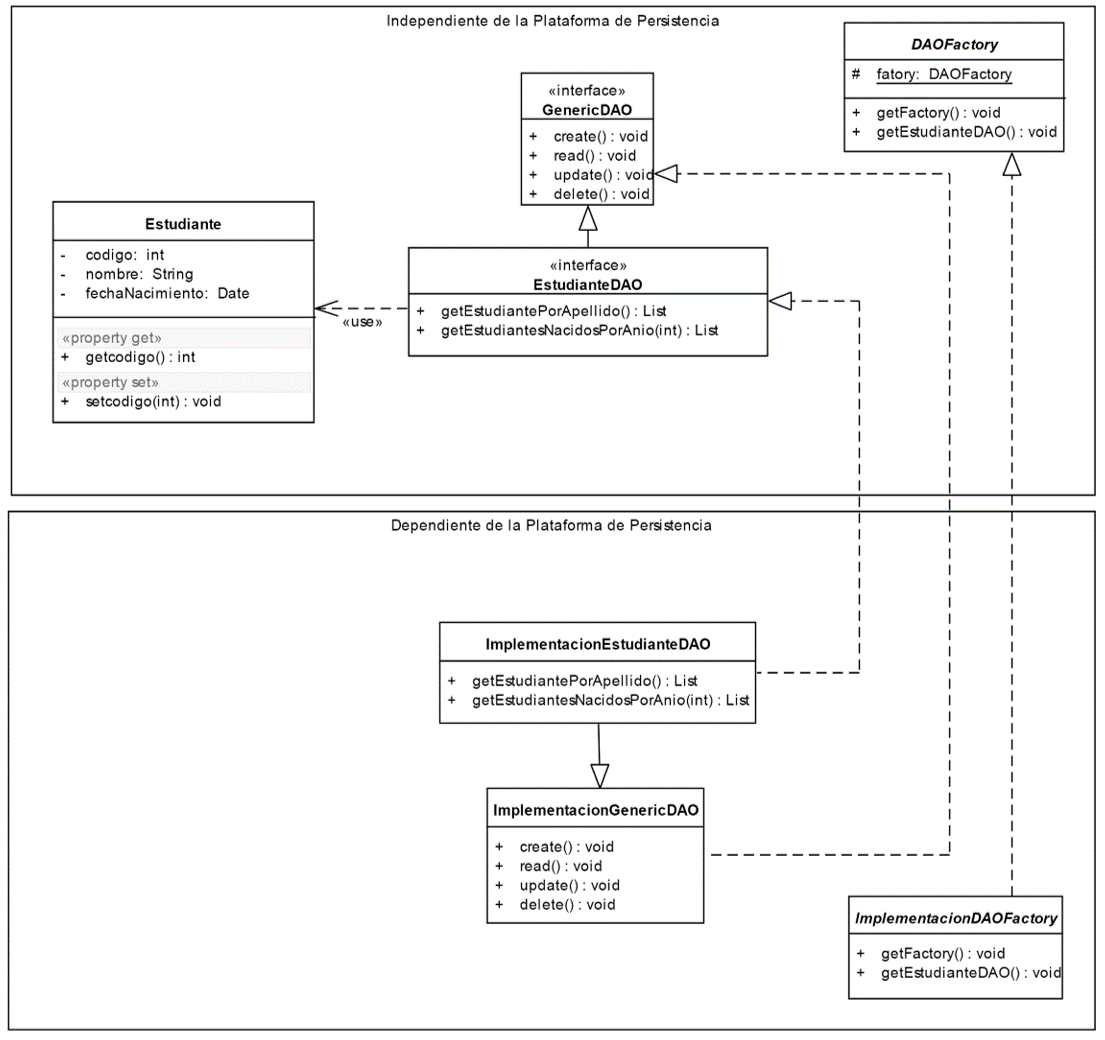 Independiente de la Plataforma de Persistencia
DAOFactory
# fatory: DAOFactory
+ getFactory() : void
+ getEstudianteDAO() : void
«interface»
GenericDAO
+ create() : void
+ read() : void
+ update() : void
+ delete() : void
Estudiante
- codigo: int
- nombre: String
- fechaNacimiento: Date
«property get»
+ getcodigo() : int
«property set»
+ setcodigo(int) : void
«use»
«interface»
EstudianteDAO
+ getEstudiantePorApellido() : List
+ getEstudiantesNacidosPorAnio(int) : List
Dependiente de la Plataforma de Persistencia
ImplementacionEstudianteDAO
+ getEstudiantePorApellido() : List
+ getEstudiantesNacidosPorAnio(int) : List
ImplementacionGenericDAO
+ create() : void
+ read() : void
+ update() : void
+ delete() : void
ImplementacionDAOFactory
+ getFactory() : void
+ getEstudianteDAO() : void